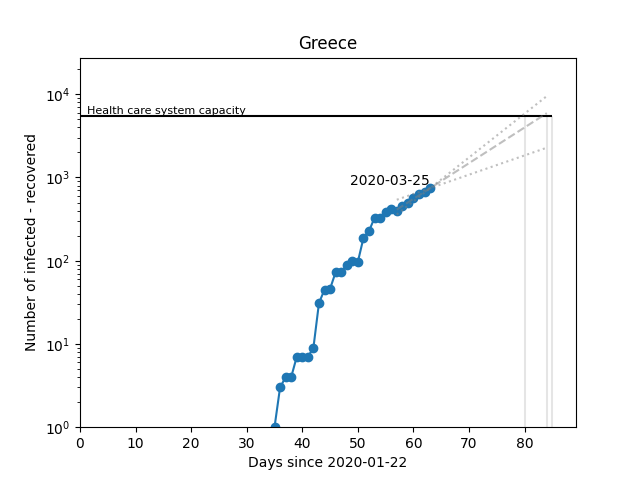 Greece
Number of infected - recovered
10^4
10^3
10^2
10^1
10^0
Health care system capacity
2020-03-25
0 10 20 30 40 50 60 70 80
Days since 2020-01-22